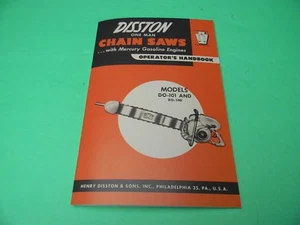 DISSTON
ONE MAN
CHAIN SAWS
...with Mercury Gasoline Engines
OPERATOR'S HANDBOOK
MODELS
DO-101 AND
HENRY DISSTON & SONS, INC., PHILADELPHIA 35, PA., U.S.A.